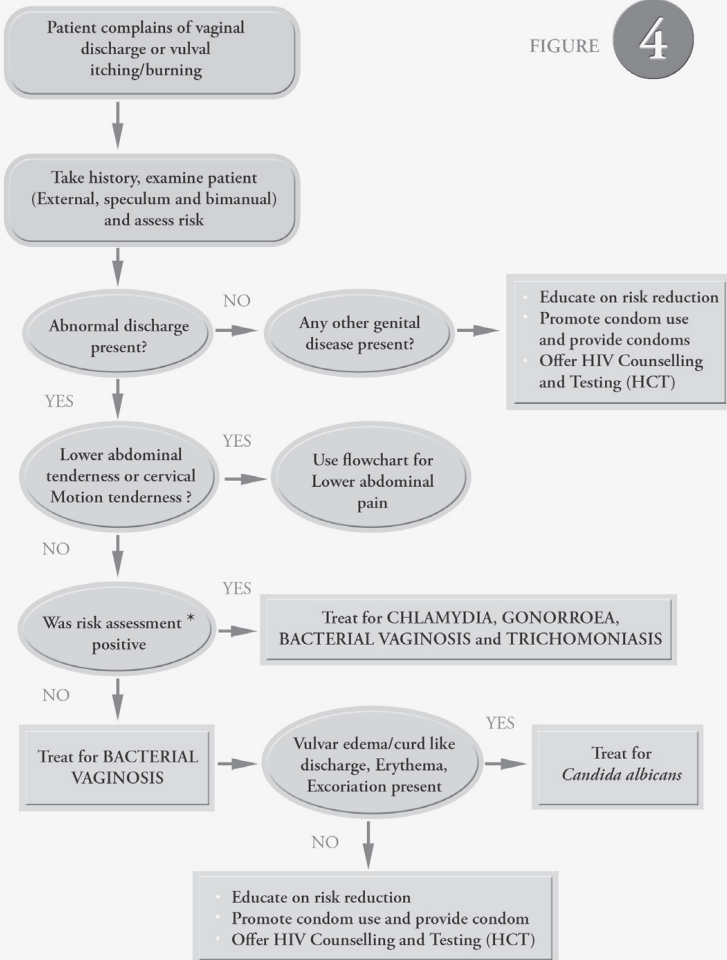 Patient complains of vaginal
discharge or vulval
itching/burning
FIGURE 4
Take history, examine patient
(External, speculum and bimanual)
and assess risk
Abnormal discharge
present?
NO
Any other genital
disease present?
• Educate on risk reduction
• Promote condom use
and provide condoms
• Offer HIV Counselling
and Testing (HCT)
YES
Lower abdominal
tenderness or cervical
Motion tenderness ?
YES
Use flowchart for
Lower abdominal
pain
NO
Was risk assessment *
positive
YES
Treat for CHLAMYDIA, GONORROEA,
BACTERIAL VAGINOSIS and TRICHOMONIASIS
NO
Treat for BACTERIAL
VAGINOSIS
Vulvar edema/curd like
discharge, Erythema,
Excoriation present
YES
Treat for
Candida albicans
NO
• Educate on risk reduction
• Promote condom use and provide condom
• Offer HIV Counselling and Testing (HCT)